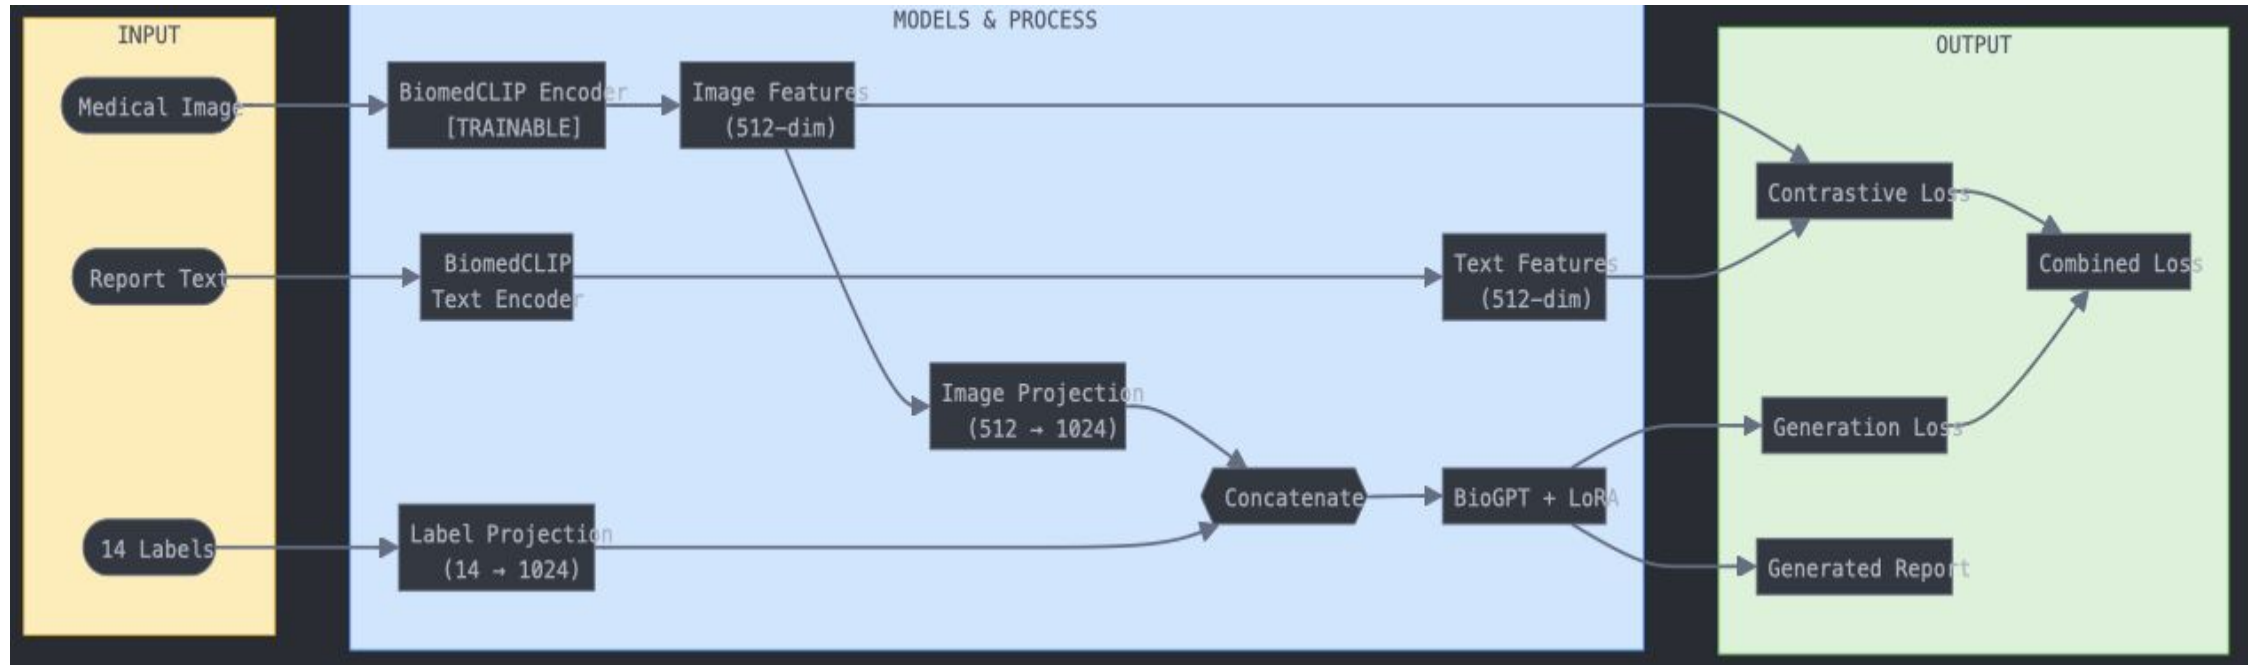 INPUT
Medical Image
Report Text
14 Labels
MODELS & PROCESS
BiomedCLIP Encoder
[TRAINABLE]
Image Features
(512-dim)
BiomedCLIP
Text Encoder
Text Features
(512-dim)
Image Projection
(512 → 1024)
Label Projection
(14 → 1024)
Concatenate
BioGPT + LoRA
OUTPUT
Contrastive Loss
Combined Loss
Generation Loss
Generated Report